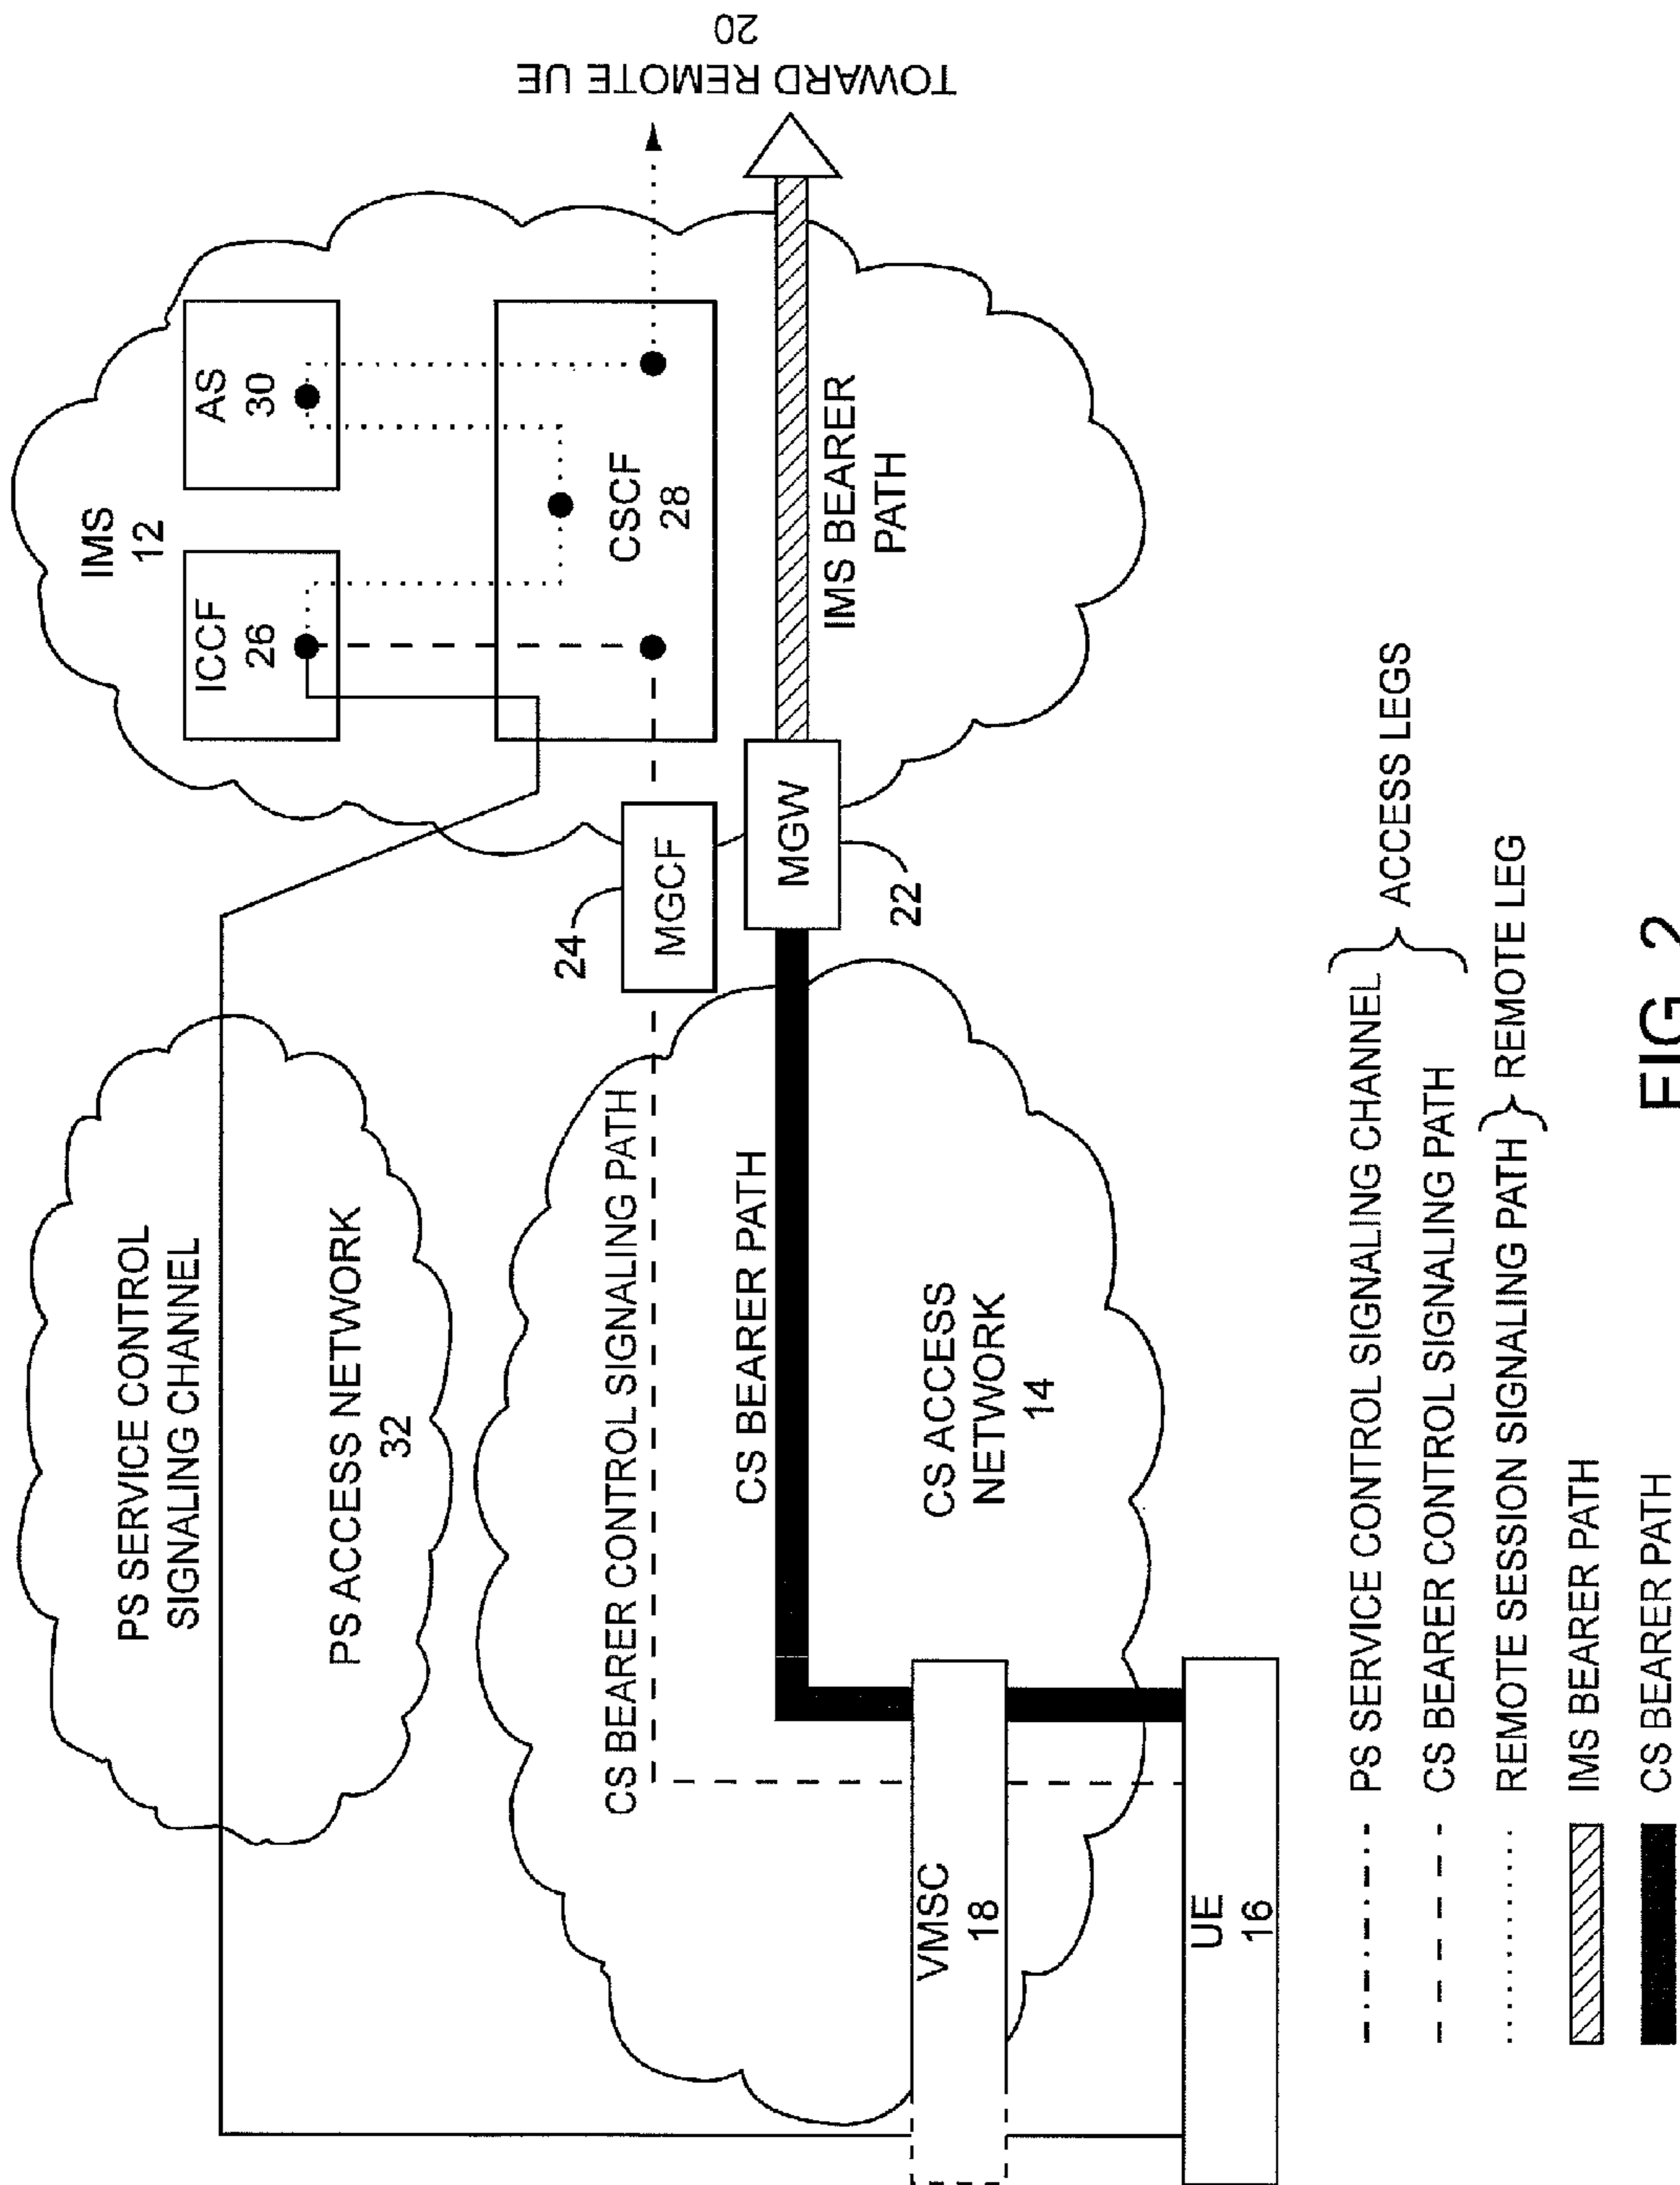 PS SERVICE CONTROL
SIGNALING CHANNEL
PS ACCESS NETWORK
32
IMS
12
ICCF
26
AS
30
CSCF
28
24
MGCF
MGW
22
CS BEARER CONTROL SIGNALING PATH
CS BEARER PATH
CS ACCESS
NETWORK
14
IMS BEARER
PATH
TOWARD REMOTE UE
20
VMSC
18
UE
16
PS SERVICE CONTROL SIGNALING CHANNEL
CS BEARER CONTROL SIGNALING PATH
ACCESS LEGS
REMOTE SESSION SIGNALING PATH
REMOTE LEG
IMS BEARER PATH
CS BEARER PATH
FIG. 2